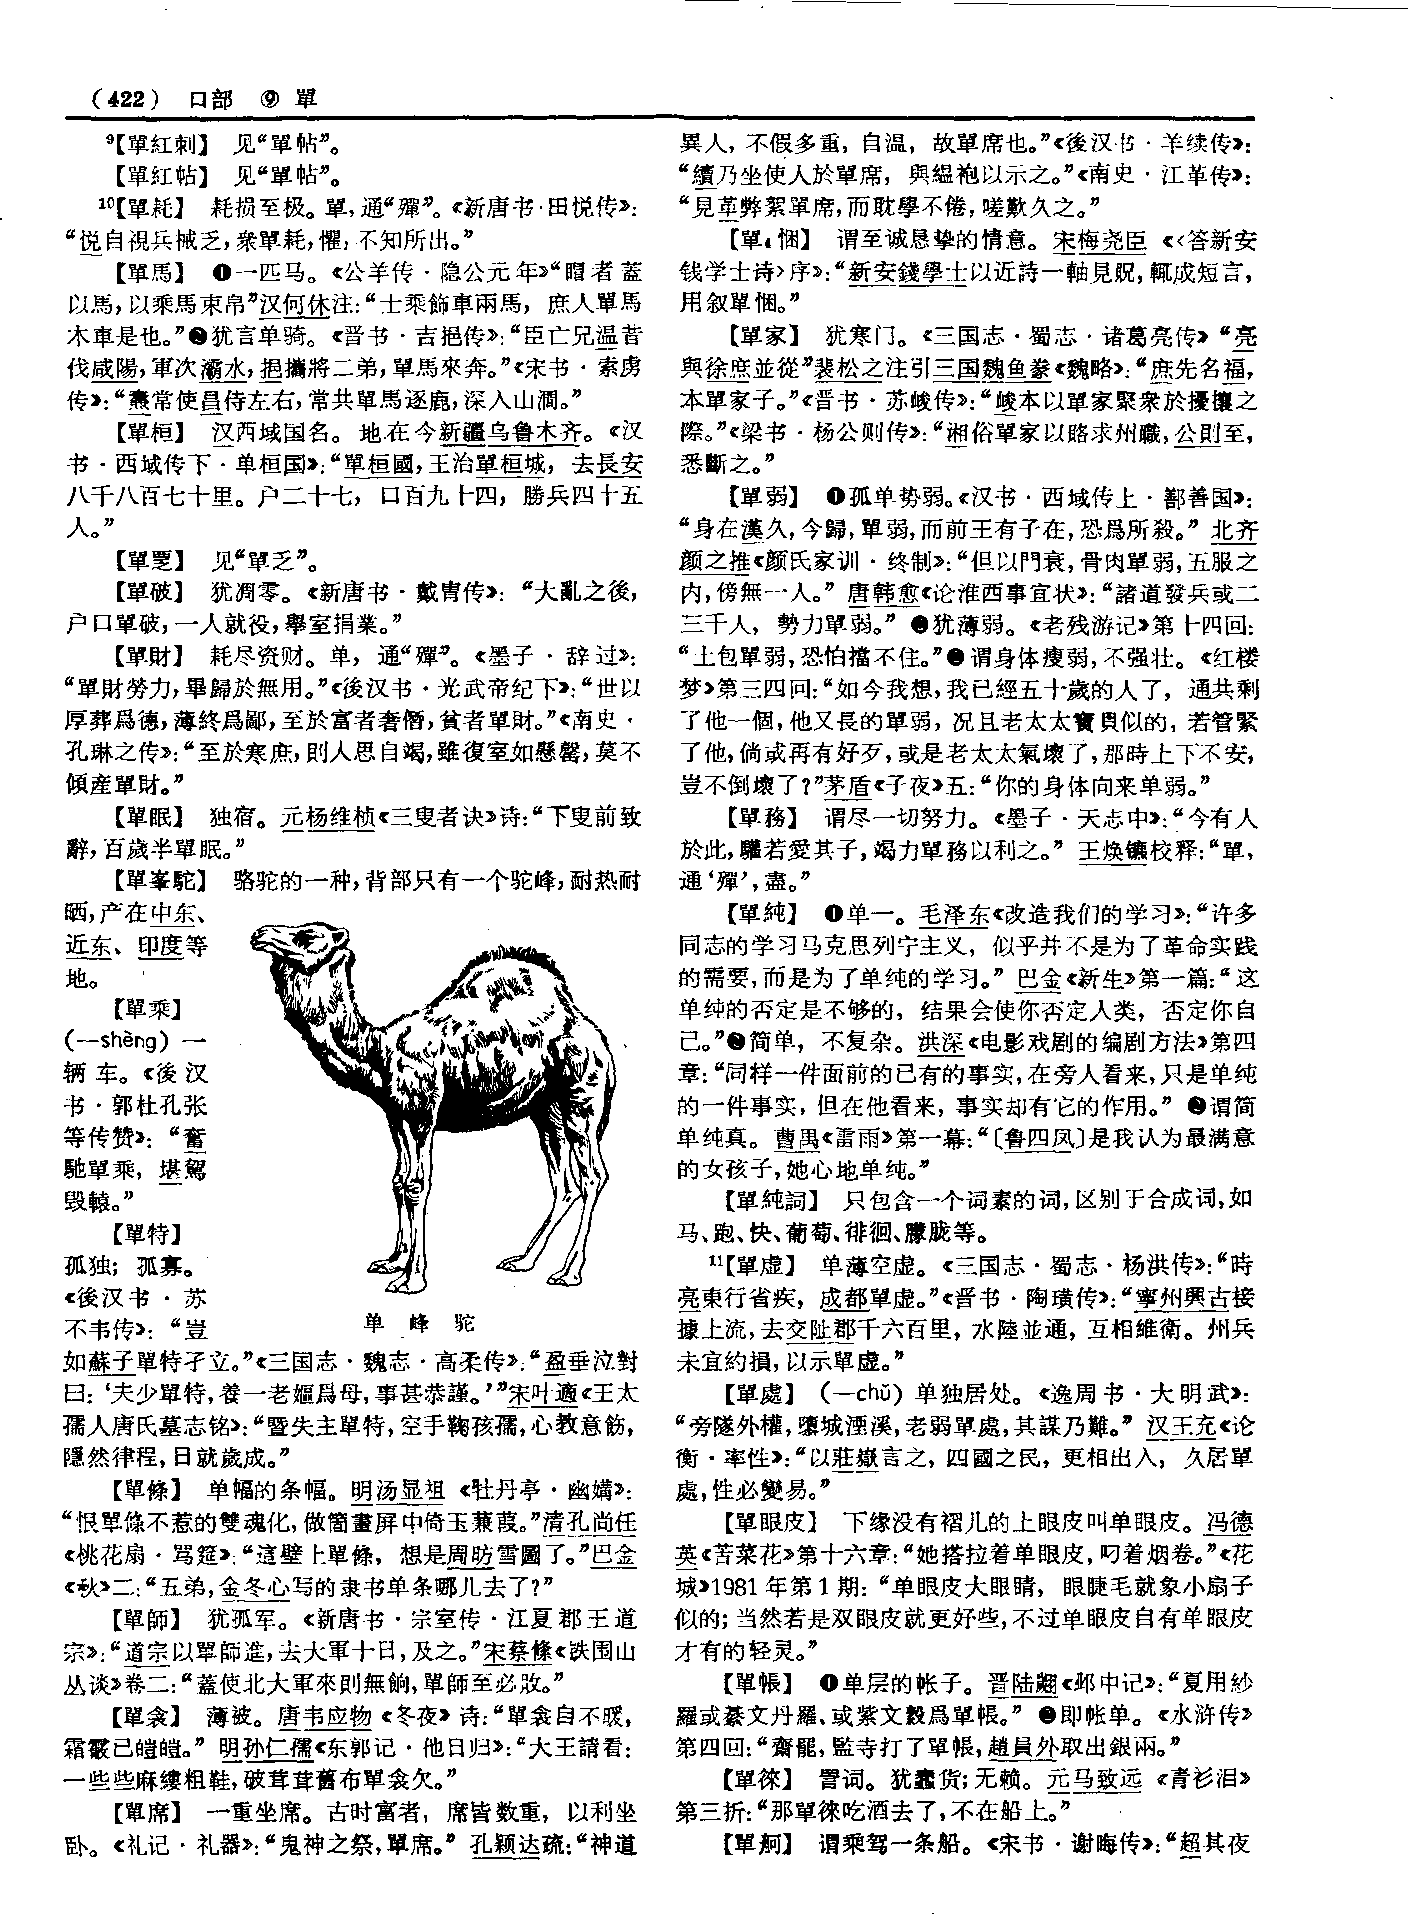 （422） 口部 ⑨ 單
⁹【單紅刺】 见“單帖”。
【單紅帖】 见“單帖”。
¹⁰【單耗】 耗损至极。單，通“殫”。《新唐书·田悦传》：
“悦自視兵械乏，衆單耗，懼，不知所出。”
【單馬】 ❶一匹马。《公羊传·隐公元年》“賵者蓋
以馬，以乘馬束帛”汉何休注：“士乘飾車兩馬，庶人單馬
木車是也。”❷犹言单骑。《晋书·吉挹传》：“臣亡兄温昔
伐咸陽，軍次灞水，挹攜將二弟，單馬來奔。”《宋书·索虏
传》：“燾常使昌侍左右，常共單馬逐鹿，深入山澗。”
【單桓】 汉西域国名。地在今新疆乌鲁木齐。《汉
书·西域传下·单桓国》：“單桓國，王治單桓城，去長安
八千八百七十里。户二十七，口百九十四，勝兵四十五
人。”
【單乏】 见“單乏”。
【單破】 犹凋零。《新唐书·戴胄传》：“大亂之後，
户口單破，一人就役，舉室捐業。”
【單財】 耗尽资财。单，通“殫”。《墨子·辞过》：
“單財勞力，畢歸於無用。”《後汉书·光武帝纪下》：“世以
厚葬爲德，薄終爲鄙，至於富者奢僭，貧者單財。”《南史·
孔琳之传》：“至於寒庶，則人思自竭，雖復室如懸磬，莫不
傾産單財。”
【單眠】 独宿。元杨维桢《三叟者诀》诗：“下叟前致
辭，百歲半單眠。”
【單峯駝】 骆驼的一种，背部只有一个驼峰，耐热耐
晒，产在中东、
近东、印度等
地。
【單乘】
（—shèng）一
辆车。《後汉
书·郭杜孔张
等传赞》：“奮
馳單乘，堪駕
毁轅。”
【單特】
孤独；孤寡。
《後汉书·苏
不韦传》：“豈
单 峰 驼
如蘇子單特孑立。”《三国志·魏志·高柔传》：“盈垂泣對
曰：‘夫少單特，養一老嫗爲母，事甚恭謹。’”宋叶適《王太
孺人唐氏墓志铭》：“暨失主單特，空手鞠孩孺，心教意飭，
隱然律程，日就歲成。”
【單條】 单幅的条幅。明汤显祖《牡丹亭·幽媾》：
“恨單條不惹的雙魂化，做箇畫屏中倚玉蒹葭。”清孔尚任
《桃花扇·骂筵》：“這壁上單條，想是周昉雪圖了。”巴金
《秋》二：“五弟，金冬心写的隶书单条哪儿去了？”
【單師】 犹孤军。《新唐书·宗室传·江夏郡王道
宗》：“道宗以單師進，去大軍十日，及之。”宋蔡絛《铁围山
丛谈》卷二：“蓋使北大軍來則無餉，單師至必敗。”
【單衾】 薄被。唐韦应物《冬夜》诗：“單衾自不暖，
霜霰已皚皚。”明孙仁孺《东郭记·他日归》：“大王請看：
一些些麻缕粗鞋，破茸茸舊布單衾欠。”
【單席】 一重坐席。古时富者，席皆数重，以利坐
卧。《礼记·礼器》：“鬼神之祭，單席。”孔颖达疏：“神道
異人，不假多重，自温，故單席也。”《後汉书·羊续传》：
“續乃坐使人於單席，舉緼袍以示之。”《南史·江革传》：
“見革弊絮單席，而耽學不倦，嗟歎久之。”
【單悃】 谓至诚恳挚的情意。宋梅尧臣《〈答新安
钱学士诗〉序》：“新安錢學士以近詩一軸見貺，輒成短言，
用叙單悃。”
【單家】 犹寒门。《三国志·蜀志·诸葛亮传》“亮
與徐庶並從”裴松之注引三国魏鱼豢《魏略》：“庶先名福，
本單家子。”《晋书·苏峻传》：“峻本以單家聚衆於擾攘之
際。”《梁书·杨公则传》：“湘俗單家以賂求州職，公則至，
悉斷之。”
【單弱】 ❶孤单势弱。《汉书·西域传上·鄯善国》：
“身在漢久，今歸，單弱，而前王有子在，恐爲所殺。”北齐
颜之推《颜氏家训·终制》：“但以門衰，骨肉單弱，五服之
内，傍無一人。”唐韩愈《论淮西事宜状》：“諸道發兵或二
三千人，勢力單弱。”❷犹薄弱。《老残游记》第十四回：
“土包單弱，恐怕擋不住。”❸谓身体瘦弱，不强壮。《红楼
梦》第三四回：“如今我想，我已經五十歲的人了，通共剩
了他一個，他又長的單弱，况且老太太寶貝似的，若管緊
了他，倘或再有好歹，或是老太太氣壞了，那時上下不安，
豈不倒壞了？”茅盾《子夜》五：“你的身体向来单弱。”
【單務】 谓尽一切努力。《墨子·天志中》：“今有人
於此，驩若愛其子，竭力單務以利之。”王焕镳校释：“單，
通‘殫’，盡。”
【單純】 ❶单一。毛泽东《改造我们的学习》：“许多
同志的学习马克思列宁主义，似乎并不是为了革命实践
的需要，而是为了单纯的学习。”巴金《新生》第一篇：“这
单纯的否定是不够的，结果会使你否定人类，否定你自
己。”❷简单，不复杂。洪深《电影戏剧的编剧方法》第四
章：“同样一件面前的已有的事实，在旁人看来，只是单纯
的一件事实，但在他看来，事实却有它的作用。”❸谓简
单纯真。曹禺《雷雨》第一幕：“〔鲁四凤〕是我认为最满意
的女孩子，她心地单纯。”
【單純詞】 只包含一个词素的词，区别于合成词，如
马、跑、快、葡萄、徘徊、朦胧等。
¹¹【單虚】 单薄空虚。《三国志·蜀志·杨洪传》：“時
亮東行省疾，成都單虚。”《晋书·陶璜传》：“寧州興古接
據上流，去交阯郡千六百里，水陸並通，互相維衛。州兵
未宜約損，以示單虚。”
【單處】 （—chǔ）单独居处。《逸周书·大明武》：
“旁隧外權，墮城湮溪，老弱單處，其謀乃難。”汉王充《论
衡·率性》：“以莊嶽言之，四國之民，更相出入，久居單
處，性必變易。”
【單眼皮】 下缘没有褶儿的上眼皮叫单眼皮。冯德
英《苦菜花》第十六章：“她搭拉着单眼皮，叼着烟卷。”《花
城》1981年第1期：“单眼皮大眼睛，眼睫毛就象小扇子
似的；当然若是双眼皮就更好些，不过单眼皮自有单眼皮
才有的轻灵。”
【單帳】 ❶单层的帐子。晋陆翙《邺中记》：“夏用紗
羅或綦文丹羅、或紫文縠爲單帳。”❷即帐单。《水浒传》
第四回：“齋罷，監寺打了單帳，趙員外取出銀兩。”
【單倈】 詈词。犹蠢货；无赖。元马致远《青衫泪》
第三折：“那單倈吃酒去了，不在船上。”
【單舸】 谓乘驾一条船。《宋书·谢晦传》：“超其夜